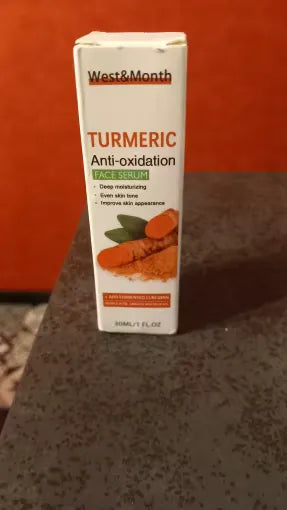 West&Month
TURMERIC
Anti-oxidation
FACE SERUM
• Deep moisturizing
• Even skin tone
• Improve skin appearance
30ML/1 FL.OZ